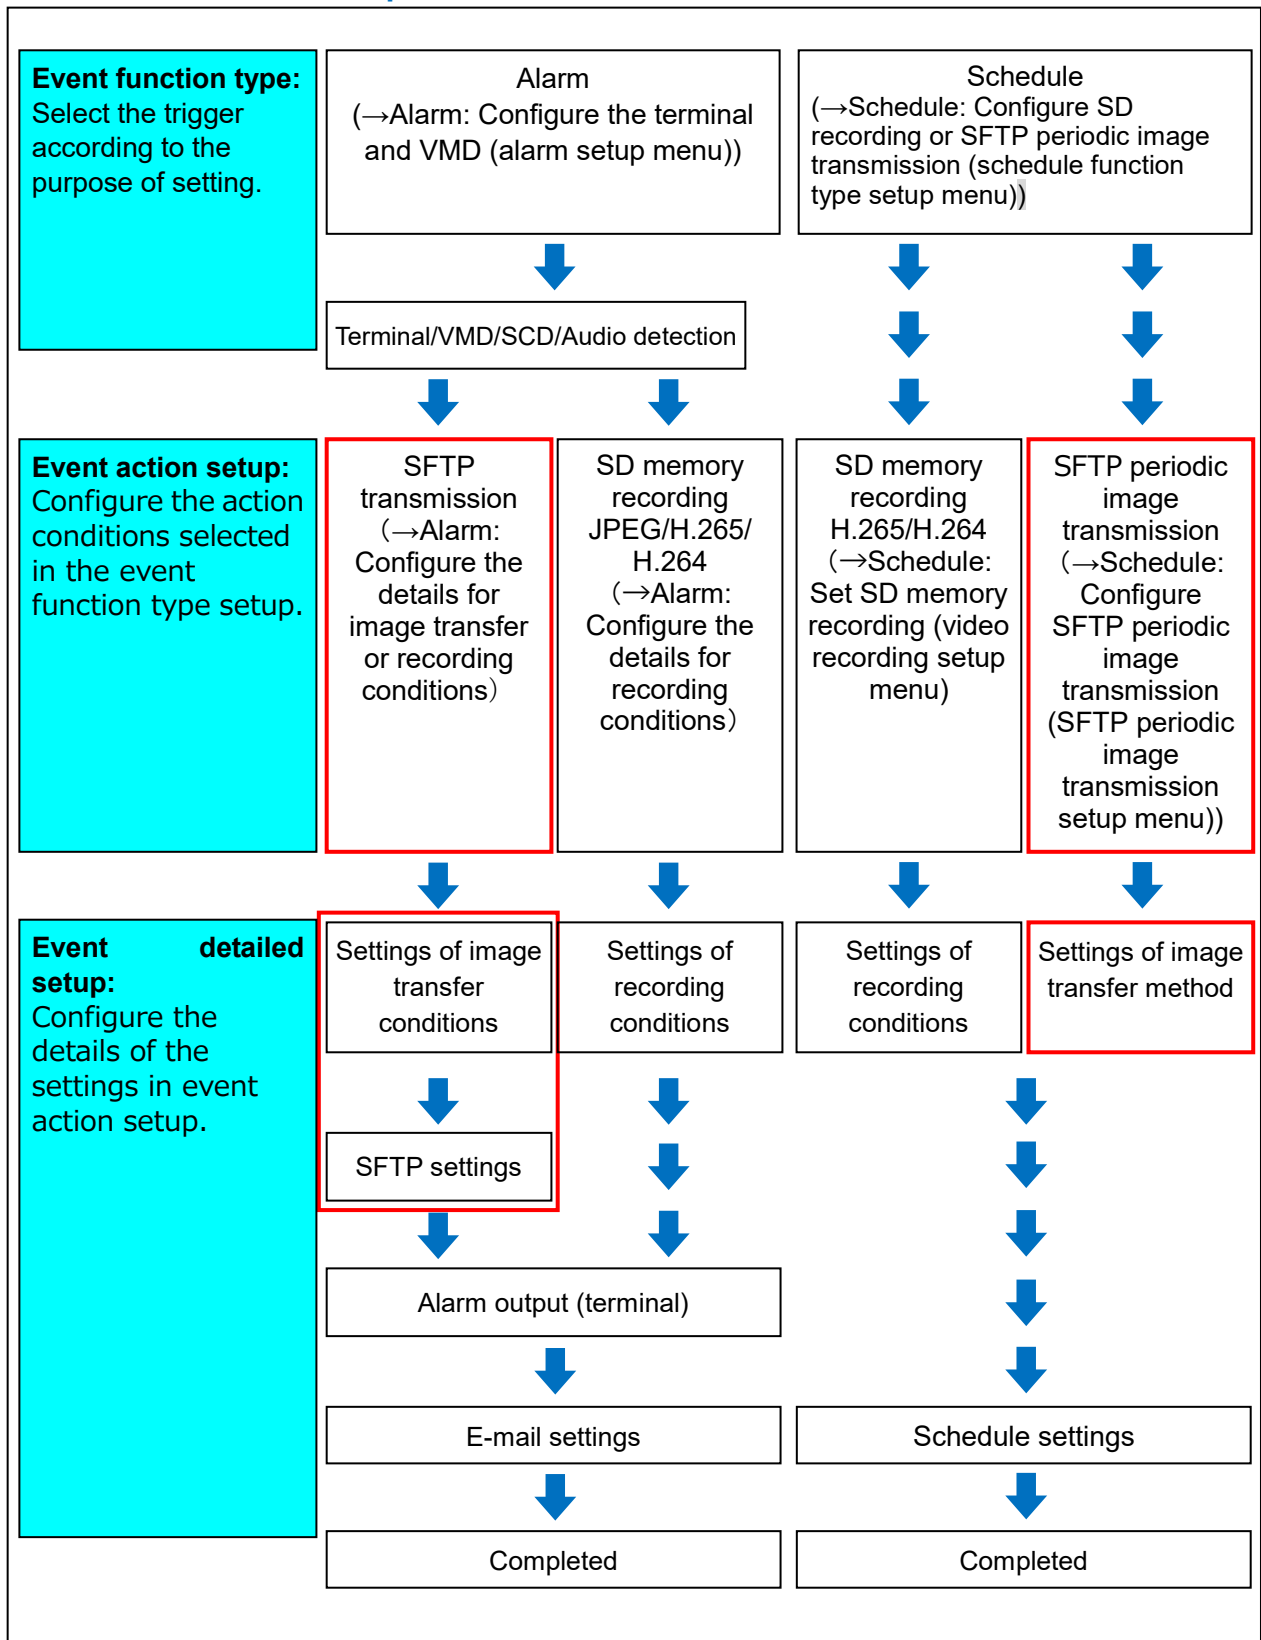 Event function type:
Select the trigger
according to the
purpose of setting.
Alarm
(→Alarm: Configure the terminal
and VMD (alarm setup menu))
Schedule
(→Schedule: Configure SD
recording or SFTP periodic image
transmission (schedule function
type setup menu))
Terminal/VMD/SCD/Audio detection
Event action setup:
Configure the action
conditions selected
in the event
function type setup.
SFTP
transmission
（→Alarm:
Configure the
details for
image transfer
or recording
conditions）
SD memory
recording
JPEG/H.265/
H.264
（→Alarm:
Configure the
details for
recording
conditions）
SD memory
recording
H.265/H.264
（→Schedule:
Set SD memory
recording (video
recording setup
menu)
SFTP periodic
image
transmission
（→Schedule:
Configure
SFTP periodic
image
transmission
(SFTP periodic
image
transmission
setup menu))
Event detailed
setup:
Configure the
details of the
settings in event
action setup.
Settings of image
transfer
conditions
Settings of
recording
conditions
Settings of
recording
conditions
Settings of image
transfer method
SFTP settings
Alarm output (terminal)
E-mail settings
Schedule settings
Completed
Completed